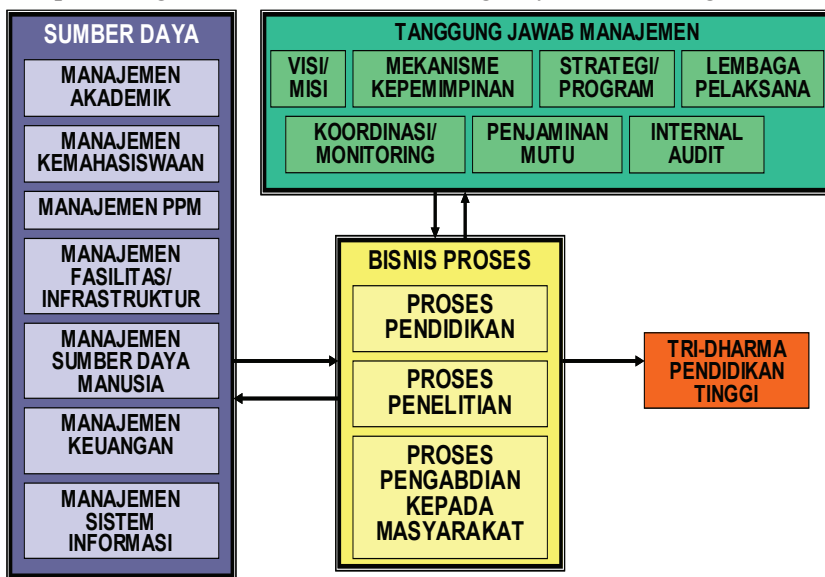 SUMBER DAYA
MANAJEMEN
AKADEMIK
MANAJEMEN
KEMAHASISWAAN
MANAJEMEN PPM
MANAJEMEN
FASILITAS/
INFRASTRUKTUR
MANAJEMEN
SUMBER DAYA
MANUSIA
MANAJEMEN
KEUANGAN
MANAJEMEN
SISTEM
INFORMASI
TANGGUNG JAWAB MANAJEMEN
VISI/
MISI
MEKANISME
KEPEMIMPINAN
STRATEGI/
PROGRAM
LEMBAGA
PELAKSANA
KOORDINASI/
MONITORING
PENJAMINAN
MUTU
INTERNAL
AUDIT
BISNIS PROSES
PROSES
PENDIDIKAN
PROSES
PENELITIAN
PROSES
PENGABDIAN
KEPADA
MASYARAKAT
TRI-DHARMA
PENDIDIKAN
TINGGI